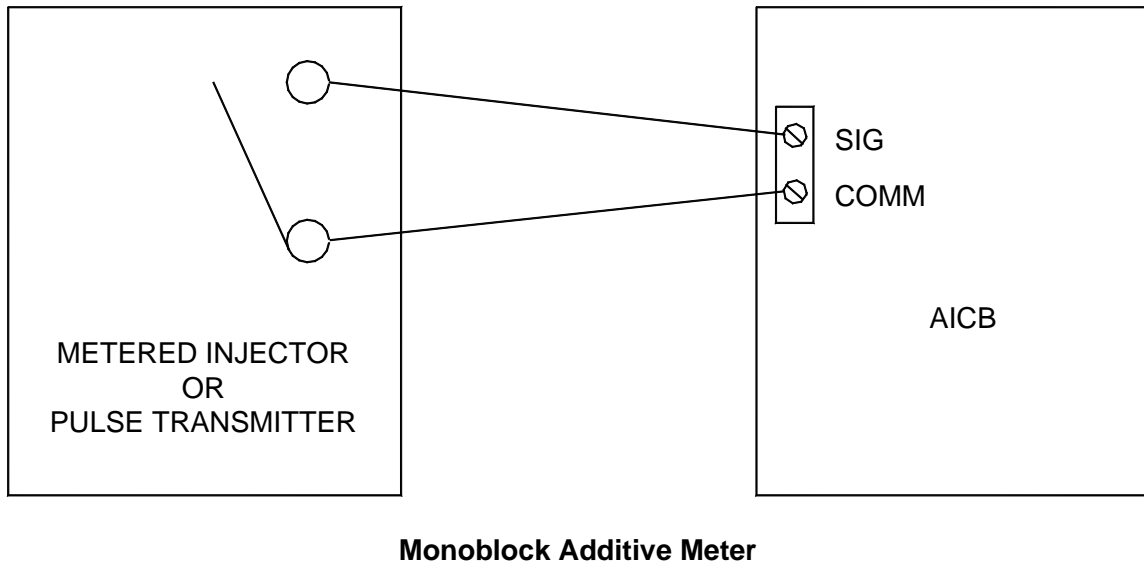 SIG
COMM
AICB
METERED INJECTOR
OR
PULSE TRANSMITTER
Monoblock Additive Meter